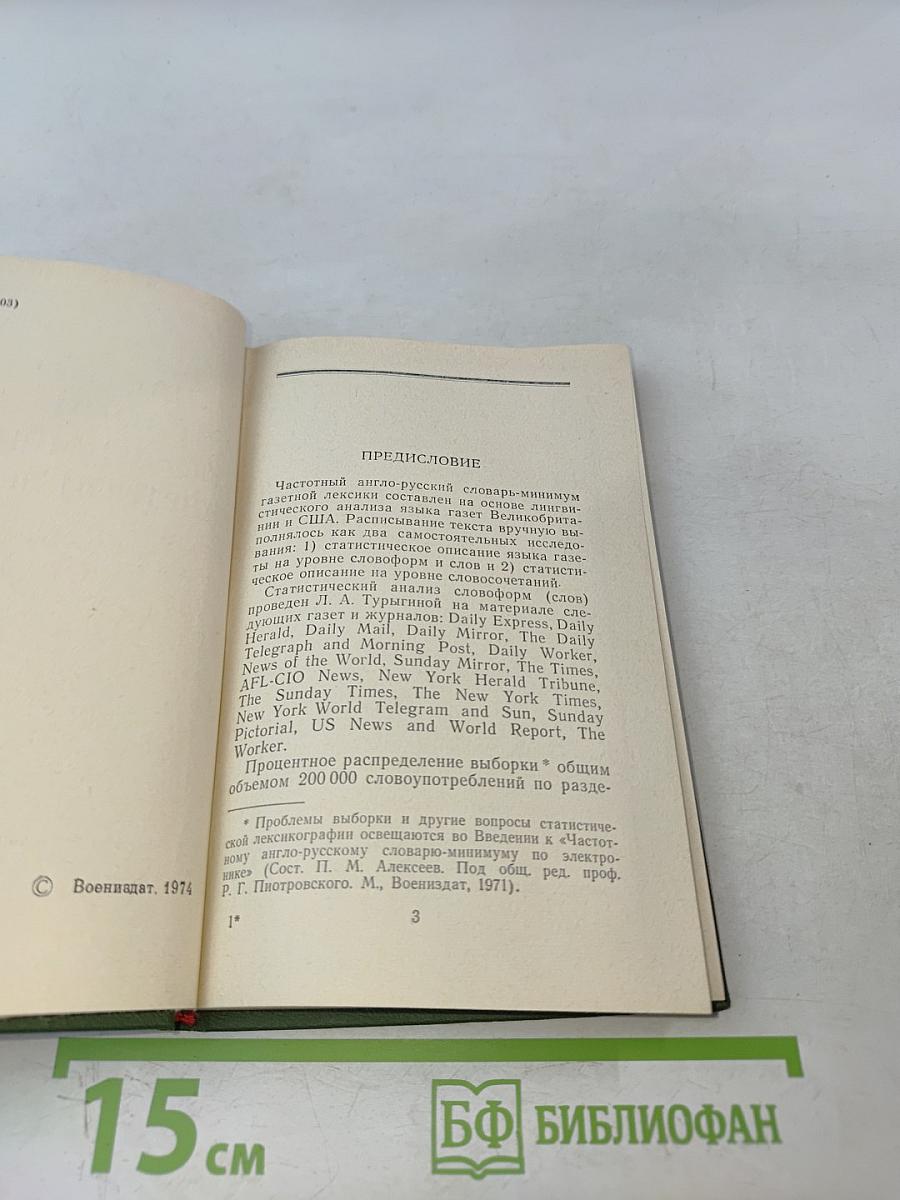 03)
© Воениздат, 1974
ПРЕДИСЛОВИЕ
Частотный англо-русский словарь-минимум
газетной лексики составлен на основе лингви-
стического анализа языка газет Великобрита-
нии и США. Расписывание текста вручную вы-
полнялось как два самостоятельных исследо-
вания: 1) статистическое описание языка газе-
ты на уровне словоформ и слов и 2) статисти-
ческое описание на уровне словосочетаний.
Статистический анализ словоформ (слов)
проведен Л. А. Турыгиной на материале сле-
дующих газет и журналов: Daily Express, Daily
Herald, Daily Mail, Daily Mirror, The Daily
Telegraph and Morning Post, Daily Worker,
News of the World, Sunday Mirror, The Times,
AFL-CIO News, New York Herald Tribune,
The Sunday Times, The New York Times,
New York World Telegram and Sun, Sunday
Pictorial, US News and World Report, The
Worker.
Процентное распределение выборки * общим
объемом 200 000 словоупотреблений по разде-
* Проблемы выборки и другие вопросы статистиче-
ской лексикографии освещаются во Введении к «Частот-
ному англо-русскому словарю-минимуму по электро-
нике» (Сост. П. М. Алексеев. Под общ. ред. проф.
Р. Г. Пиотровского. М., Воениздат, 1971).
1*
3
15 см
БФ БИБЛИОФАН